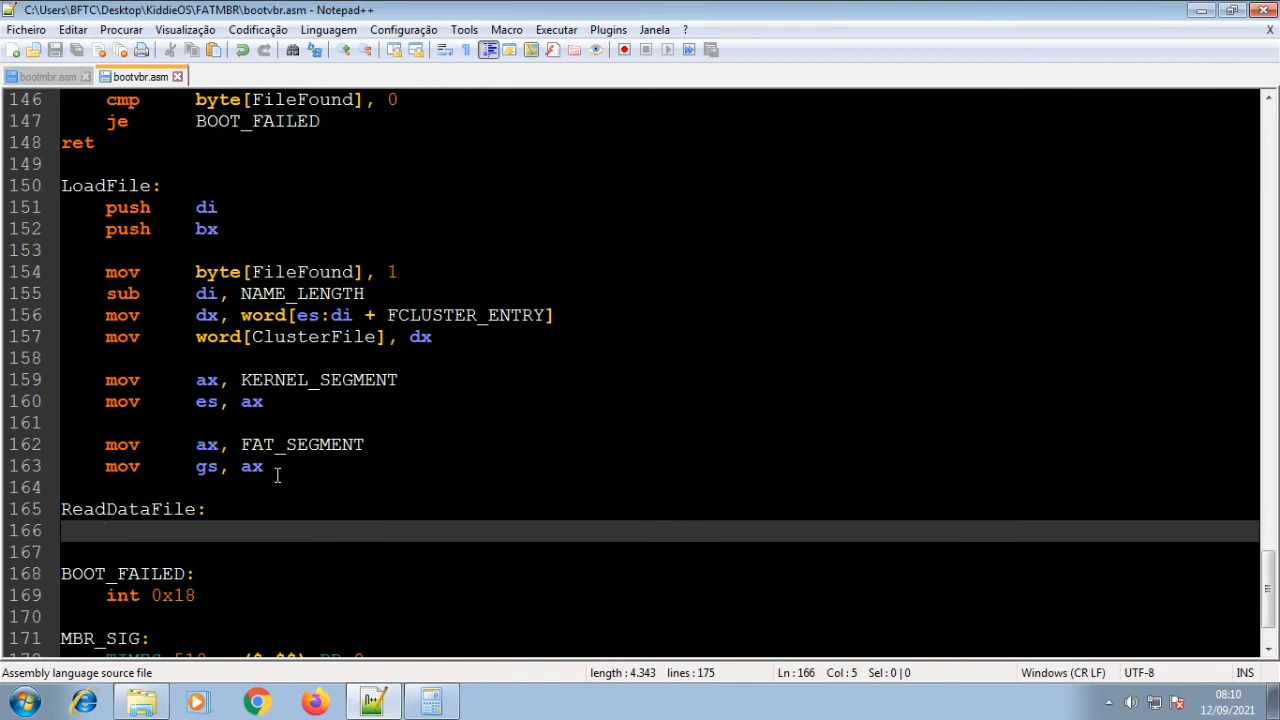 C:\Users\BFTC\Desktop\KiddieOS\FATMBR\bootvbr.asm - Notepad++
Ficheiro Editar Procurar Visualização Codificação Linguagem Configuração Tools Macro Executar Plugins Janela ? X
bootmbr.asm bootvbr.asm
146 cmp byte[FileFound], 0
147 je BOOT_FAILED
148 ret
149
150 LoadFile:
151 push di
152 push bx
153
154 mov byte[FileFound], 1
155 sub di, NAME_LENGTH
156 mov dx, word[es:di + FCLUSTER_ENTRY]
157 mov word[ClusterFile], dx
158
159 mov ax, KERNEL_SEGMENT
160 mov es, ax
161
162 mov ax, FAT_SEGMENT
163 mov gs, ax
164
165 ReadDataFile:
166
167
168 BOOT_FAILED:
169 int 0x18
170
171 MBR_SIG:
172 TIMES 510 - ($-$$) DB 0
Assembly language source file length : 4.343 lines : 175 Ln : 166 Col : 5 Sel : 0 | 0 Windows (CR LF) UTF-8 INS
08:10
12/09/2021